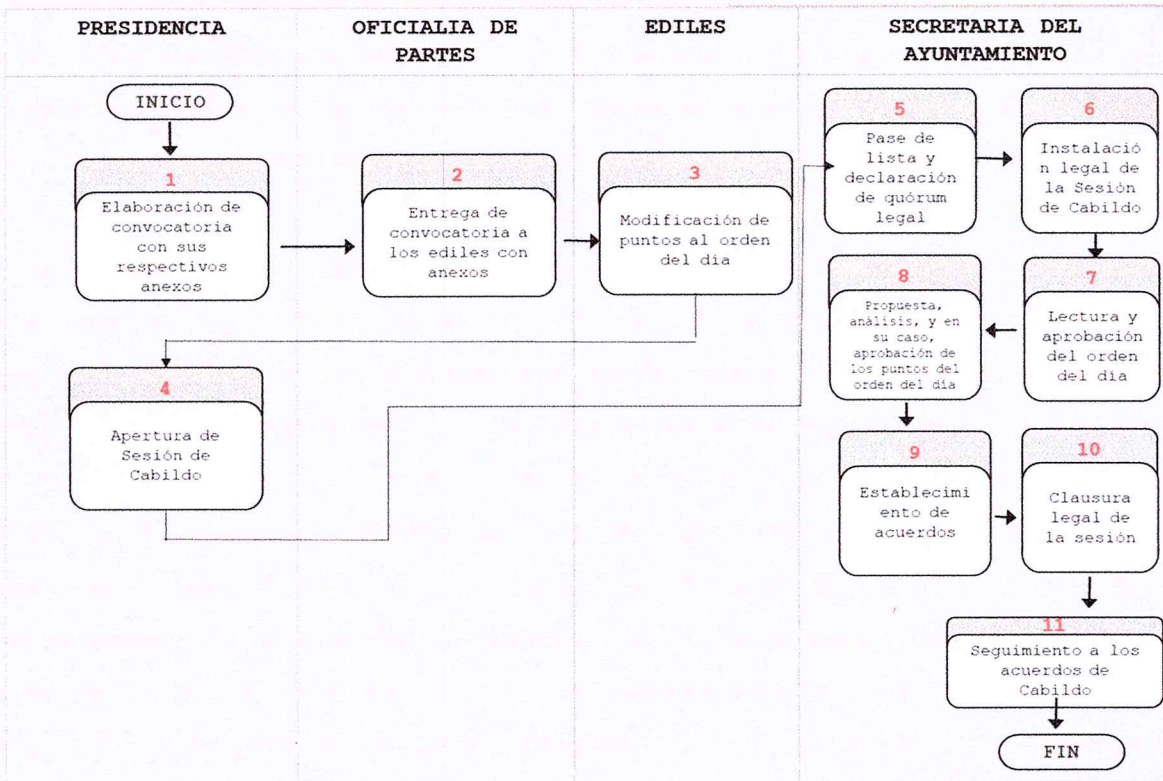 PRESIDENCIA
OFICIALIA DE
PARTES
EDILES
SECRETARIA DEL
AYUNTAMIENTO
INICIO
1
Elaboración de
convocatoria
con sus
respectivos
anexos
2
Entrega de
convocatoria a
los ediles con
anexos
3
Modificación de
puntos al orden
del dia
4
Apertura de
Sesión de
Cabildo
5
Pase de
lista y
declaración
de quórum
legal
6
Instalació
n legal de
la Sesión
de Cabildo
7
Lectura y
aprobación
del orden
del dia
8
Propuesta,
análisis, y en
su caso,
aprobación de
los puntos del
orden del dia
9
Establecimi
ento de
acuerdos
10
Clausura
legal de
la sesión
11
Seguimiento a los
acuerdos de
Cabildo
FIN